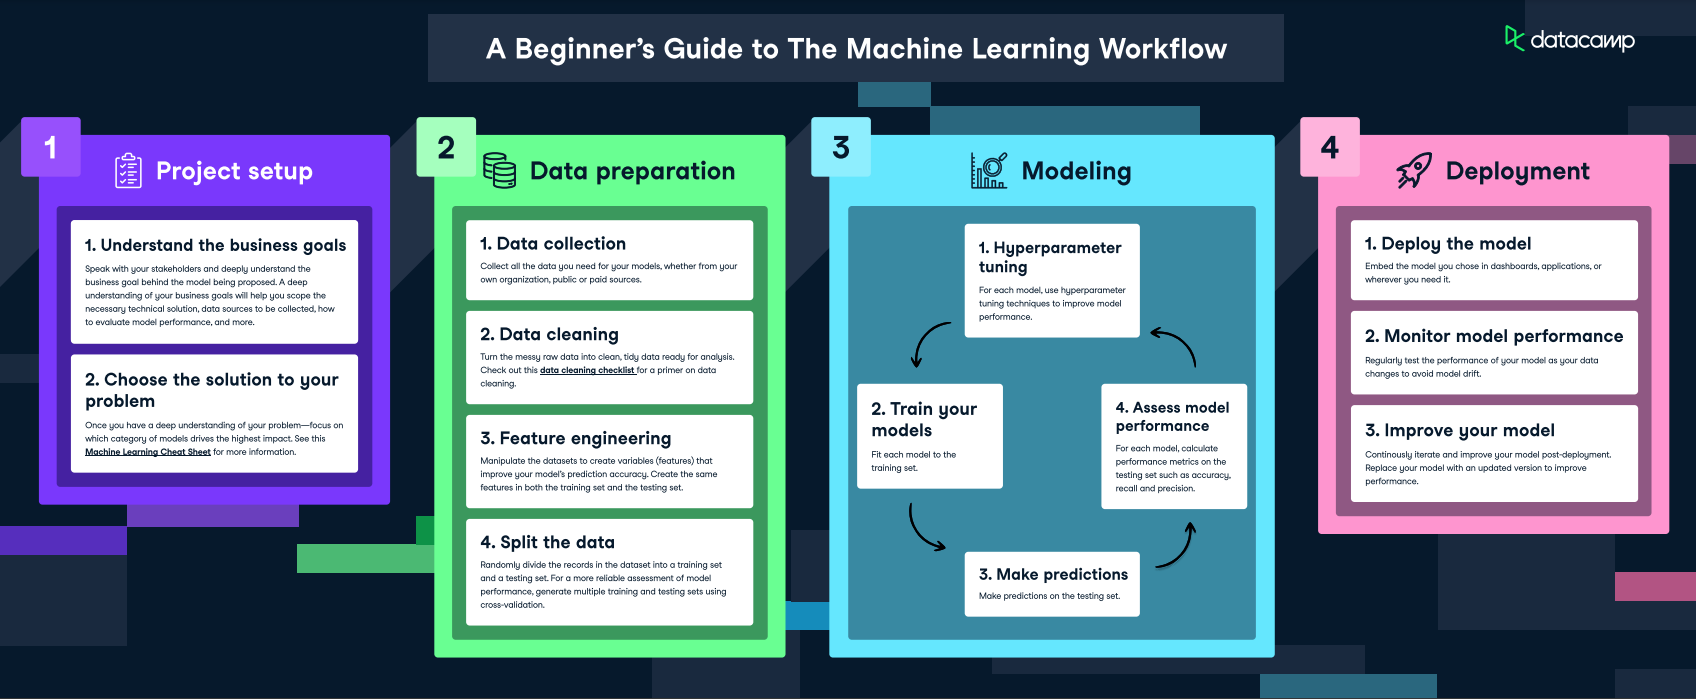 A Beginner's Guide to The Machine Learning Workflow
datacamp
1
Project setup
1. Understand the business goals
Speak with your stakeholders and deeply understand the
business goal behind the model being proposed. A deep
understanding of your business goals will help you scope the
necessary technical solution, data sources to be collected, how
to evaluate model performance, and more.
2. Choose the solution to your
problem
Once you have a deep understanding of your problem—focus on
which category of models drives the highest impact. See this
Machine Learning Cheat Sheet for more information.
2
Data preparation
1. Data collection
Collect all the data you need for your models, whether from your
own organization, public or paid sources.
2. Data cleaning
Turn the messy raw data into clean, tidy data ready for analysis.
Check out this data cleaning checklist for a primer on data
cleaning.
3. Feature engineering
Manipulate the datasets to create variables (features) that
improve your model's prediction accuracy. Create the same
features in both the training set and the testing set.
4. Split the data
Randomly divide the records in the dataset into a training set
and a testing set. For a more reliable assessment of model
performance, generate multiple training and testing sets using
cross-validation.
3
Modeling
1. Hyperparameter
tuning
For each model, use hyperparameter
tuning techniques to improve model
performance.
2. Train your
models
Fit each model to the
training set.
3. Make predictions
Make predictions on the testing set.
4. Assess model
performance
For each model, calculate
performance metrics on the
testing set such as accuracy,
recall and precision.
4
Deployment
1. Deploy the model
Embed the model you chose in dashboards, applications, or
wherever you need it.
2. Monitor model performance
Regularly test the performance of your model as your data
changes to avoid model drift.
3. Improve your model
Continously iterate and improve your model post-deployment.
Replace your model with an updated version to improve
performance.